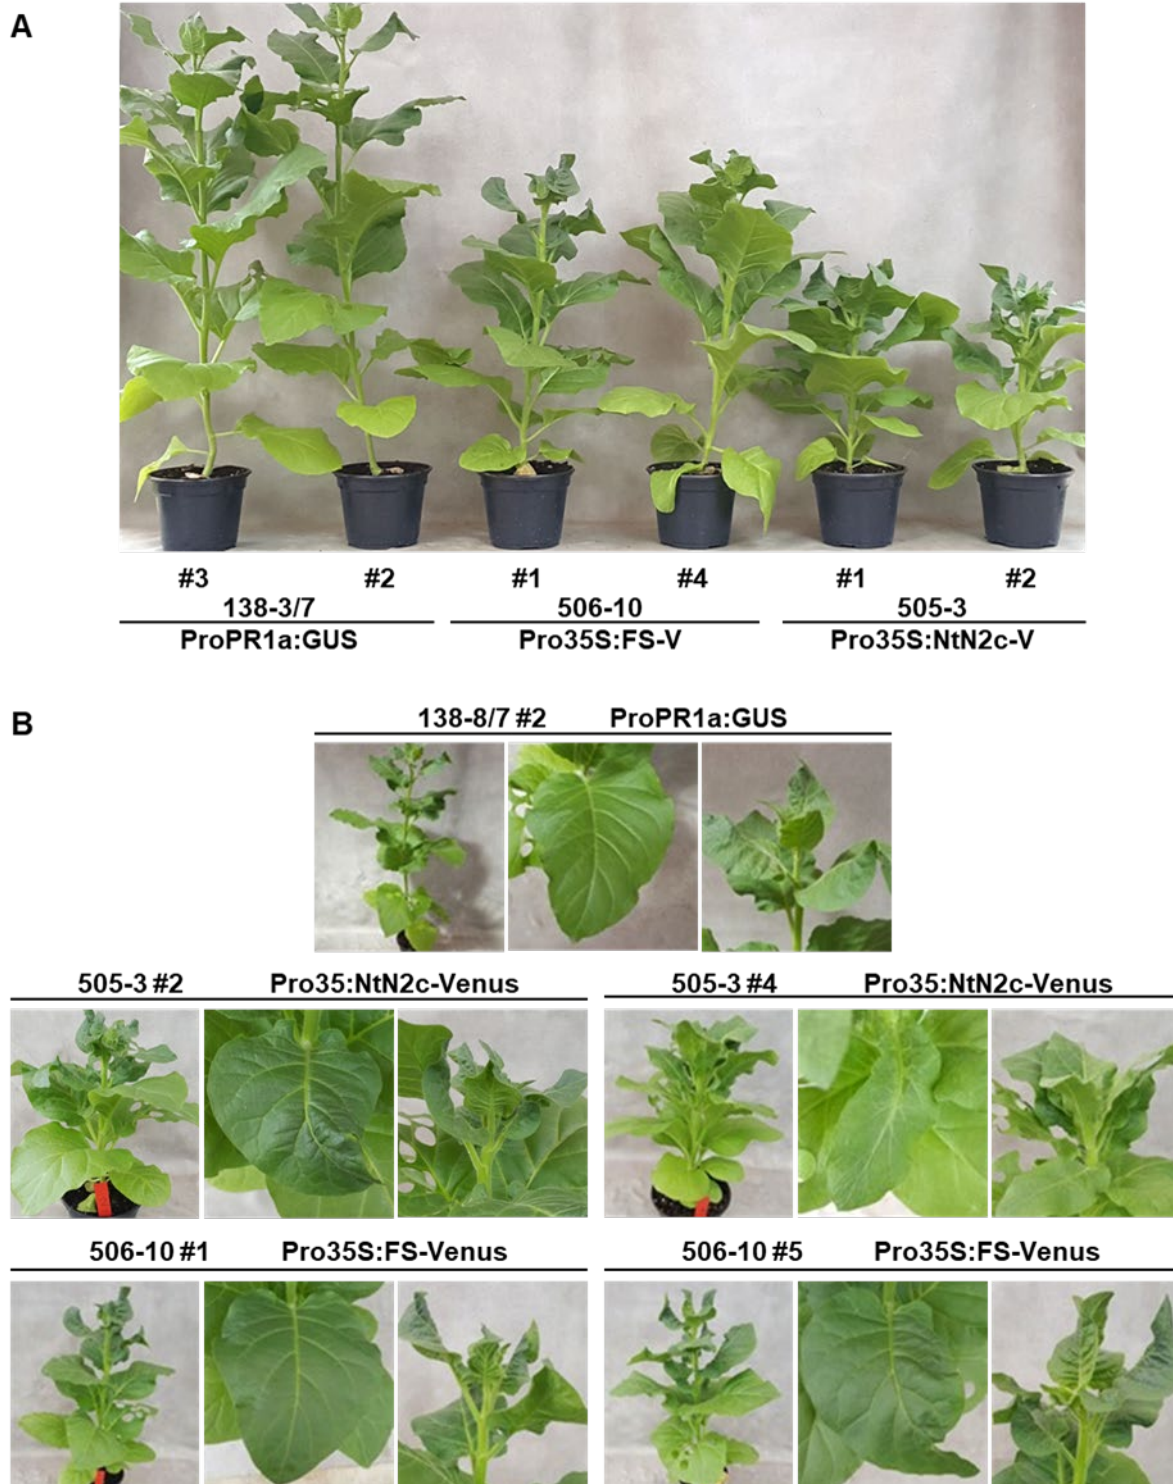 A
#3 #2 #1 #4 #1 #2
138-3/7 506-10 505-3
ProPR1a:GUS Pro35S:FS-V Pro35S:NtN2c-V
B
138-8/7 #2 ProPR1a:GUS
505-3 #2 Pro35:NtN2c-Venus 505-3 #4 Pro35:NtN2c-Venus
506-10 #1 Pro35S:FS-Venus 506-10 #5 Pro35S:FS-Venus